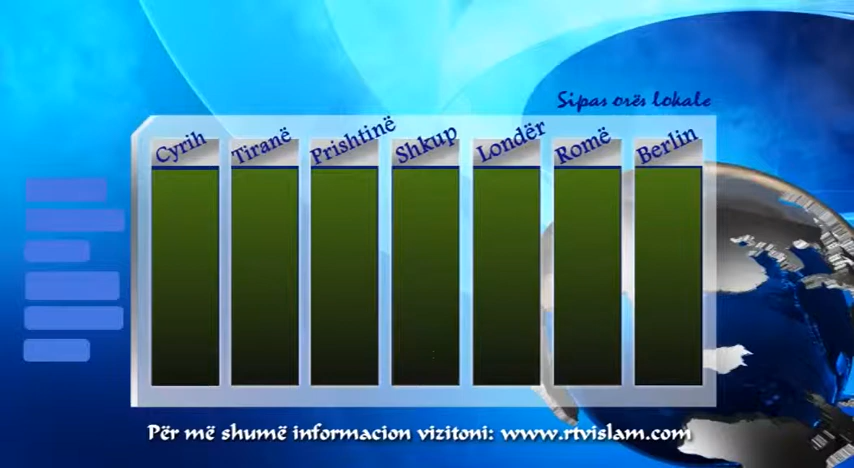 Sipas orës lokale
Cyrih Tiranë Prishtinë Shkup Londër Romë Berlin
Për më shumë informacion vizitoni: www.rtvislam.com